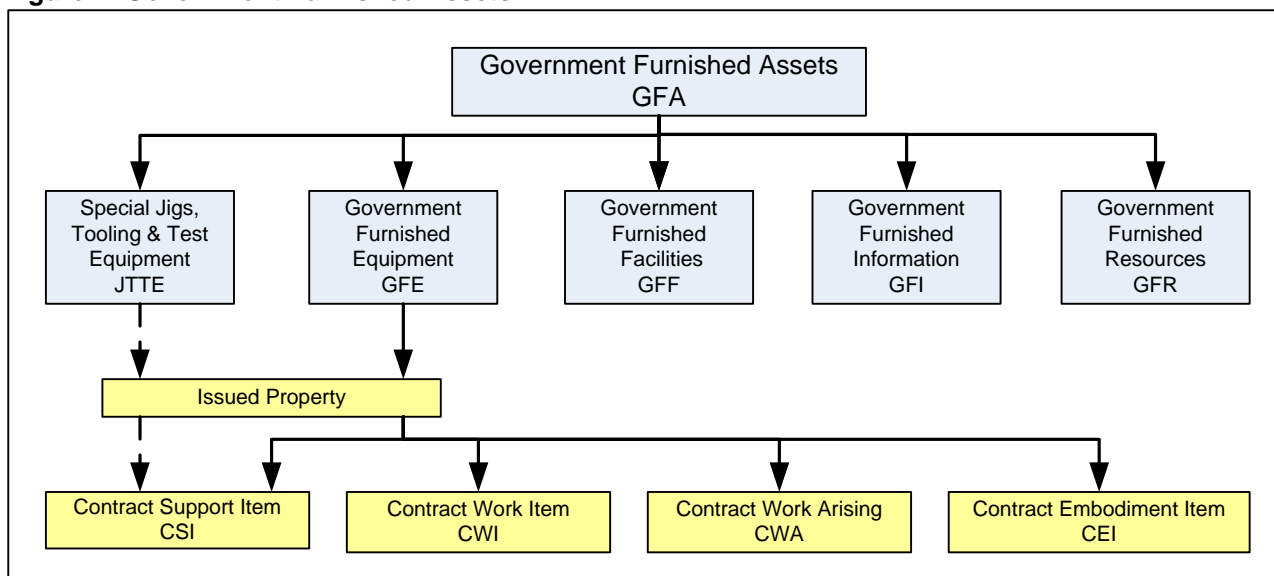 Government Furnished Assets
GFA
Special Jigs,
Tooling & Test
Equipment
JTTE
Government
Furnished
Equipment
GFE
Government
Furnished
Facilities
GFF
Government
Furnished
Information
GFI
Government
Furnished
Resources
GFR
Issued Property
Contract Support Item
CSI
Contract Work Item
CWI
Contract Work Arising
CWA
Contract Embodiment Item
CEI